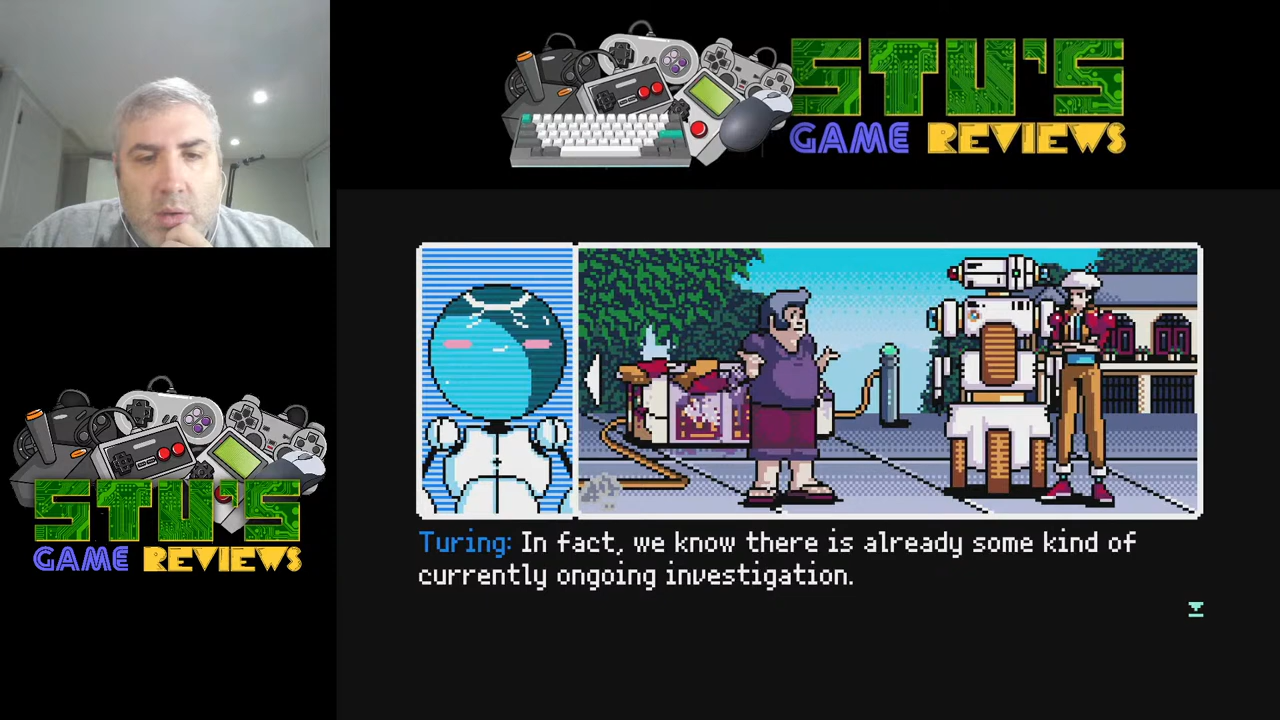 STU'S
GAME REVIEWS
STU'S
GAME REVIEWS
Turing: In fact, we know there is already some kind of
currently ongoing investigation.